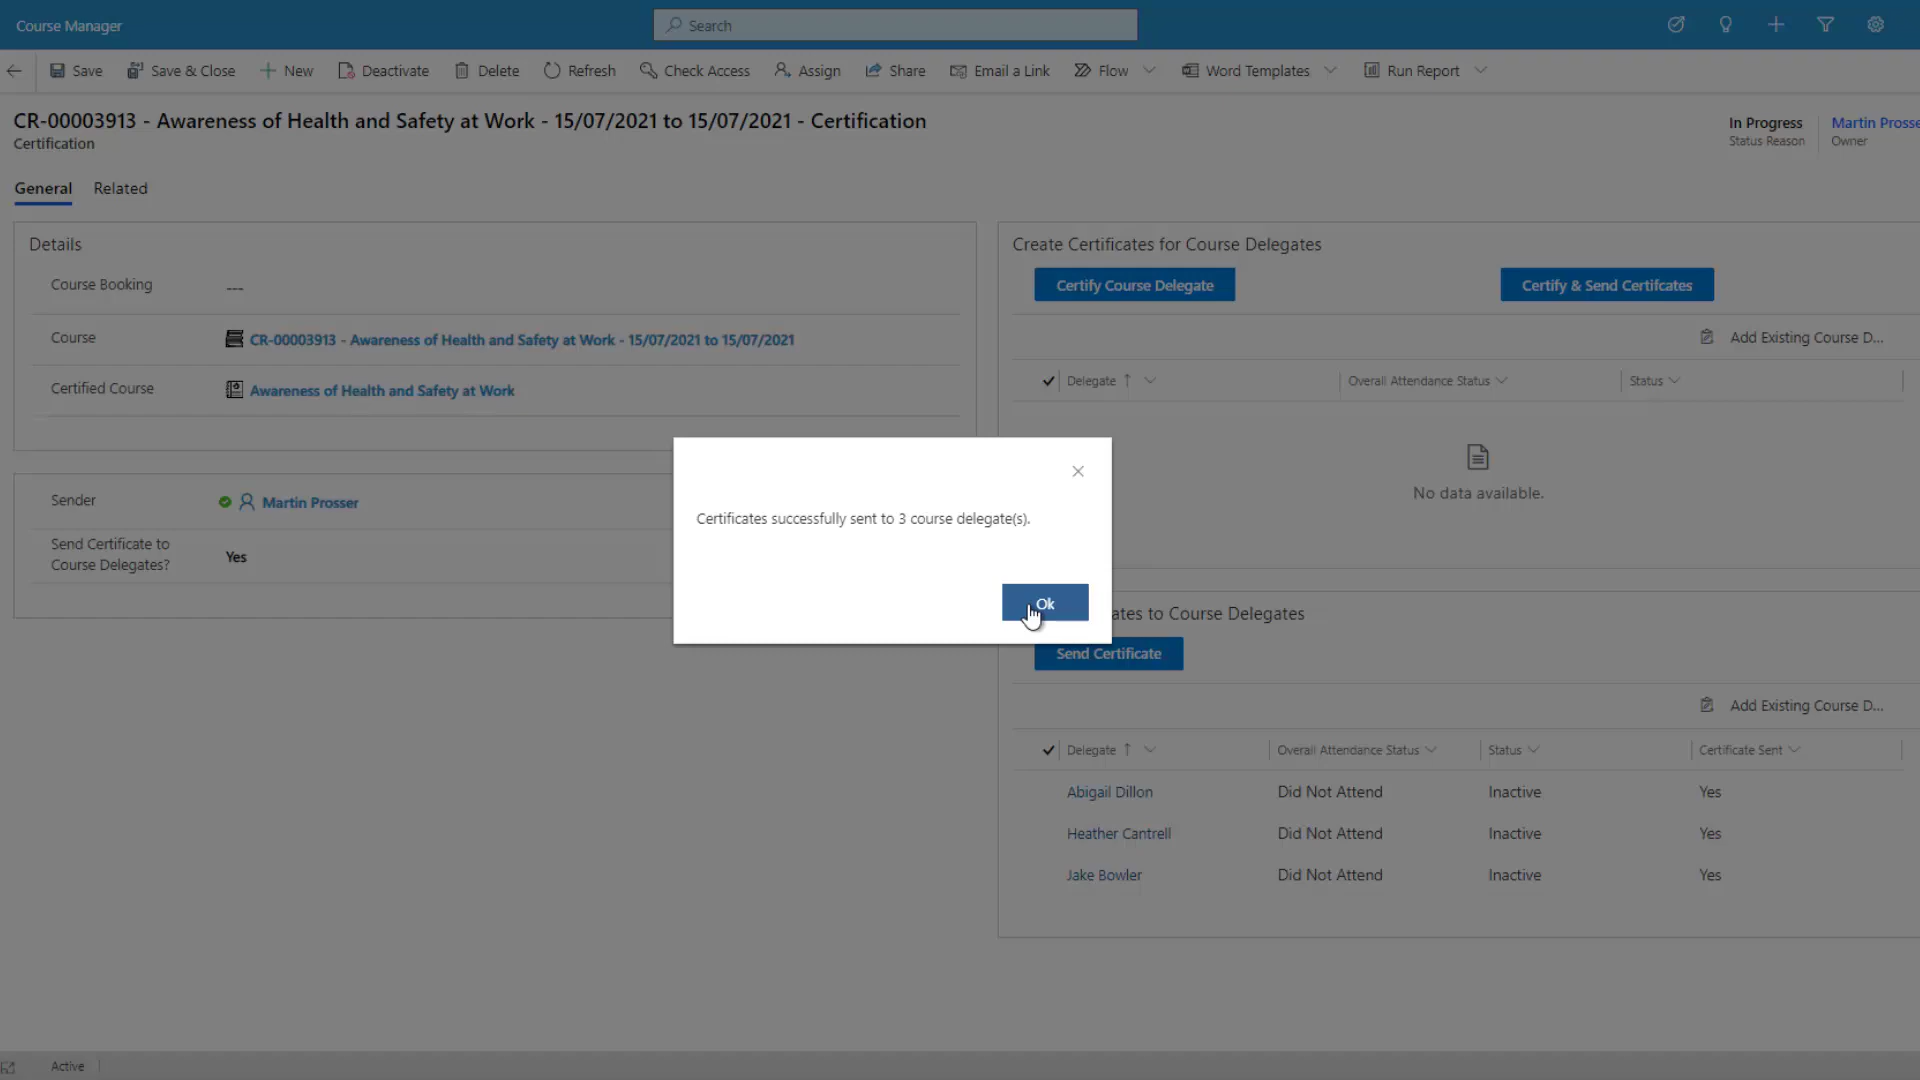 Course Manager
Search
Save
Save & Close
New
Deactivate
Delete
Refresh
Check Access
Assign
Share
Email a Link
Flow
Word Templates
Run Report
CR-00003913 - Awareness of Health and Safety at Work - 15/07/2021 to 15/07/2021 - Certification
Certification
In Progress
Status Reason
Martin Prosse
Owner
General
Related
Details
Course Booking
---
Course
CR-00003913 - Awareness of Health and Safety at Work - 15/07/2021 to 15/07/2021
Certified Course
Awareness of Health and Safety at Work
Sender
Martin Prosser
Send Certificate to
Course Delegates?
Yes
Create Certificates for Course Delegates
Certify Course Delegate
Certify & Send Certifcates
Add Existing Course D...
Delegate
Overall Attendance Status
Status
No data available.
Certificates successfully sent to 3 course delegate(s).
Ok
ates to Course Delegates
Send Certificate
Add Existing Course D...
Delegate
Overall Attendance Status
Status
Certificate Sent
Abigail Dillon
Did Not Attend
Inactive
Yes
Heather Cantrell
Did Not Attend
Inactive
Yes
Jake Bowler
Did Not Attend
Inactive
Yes
Active